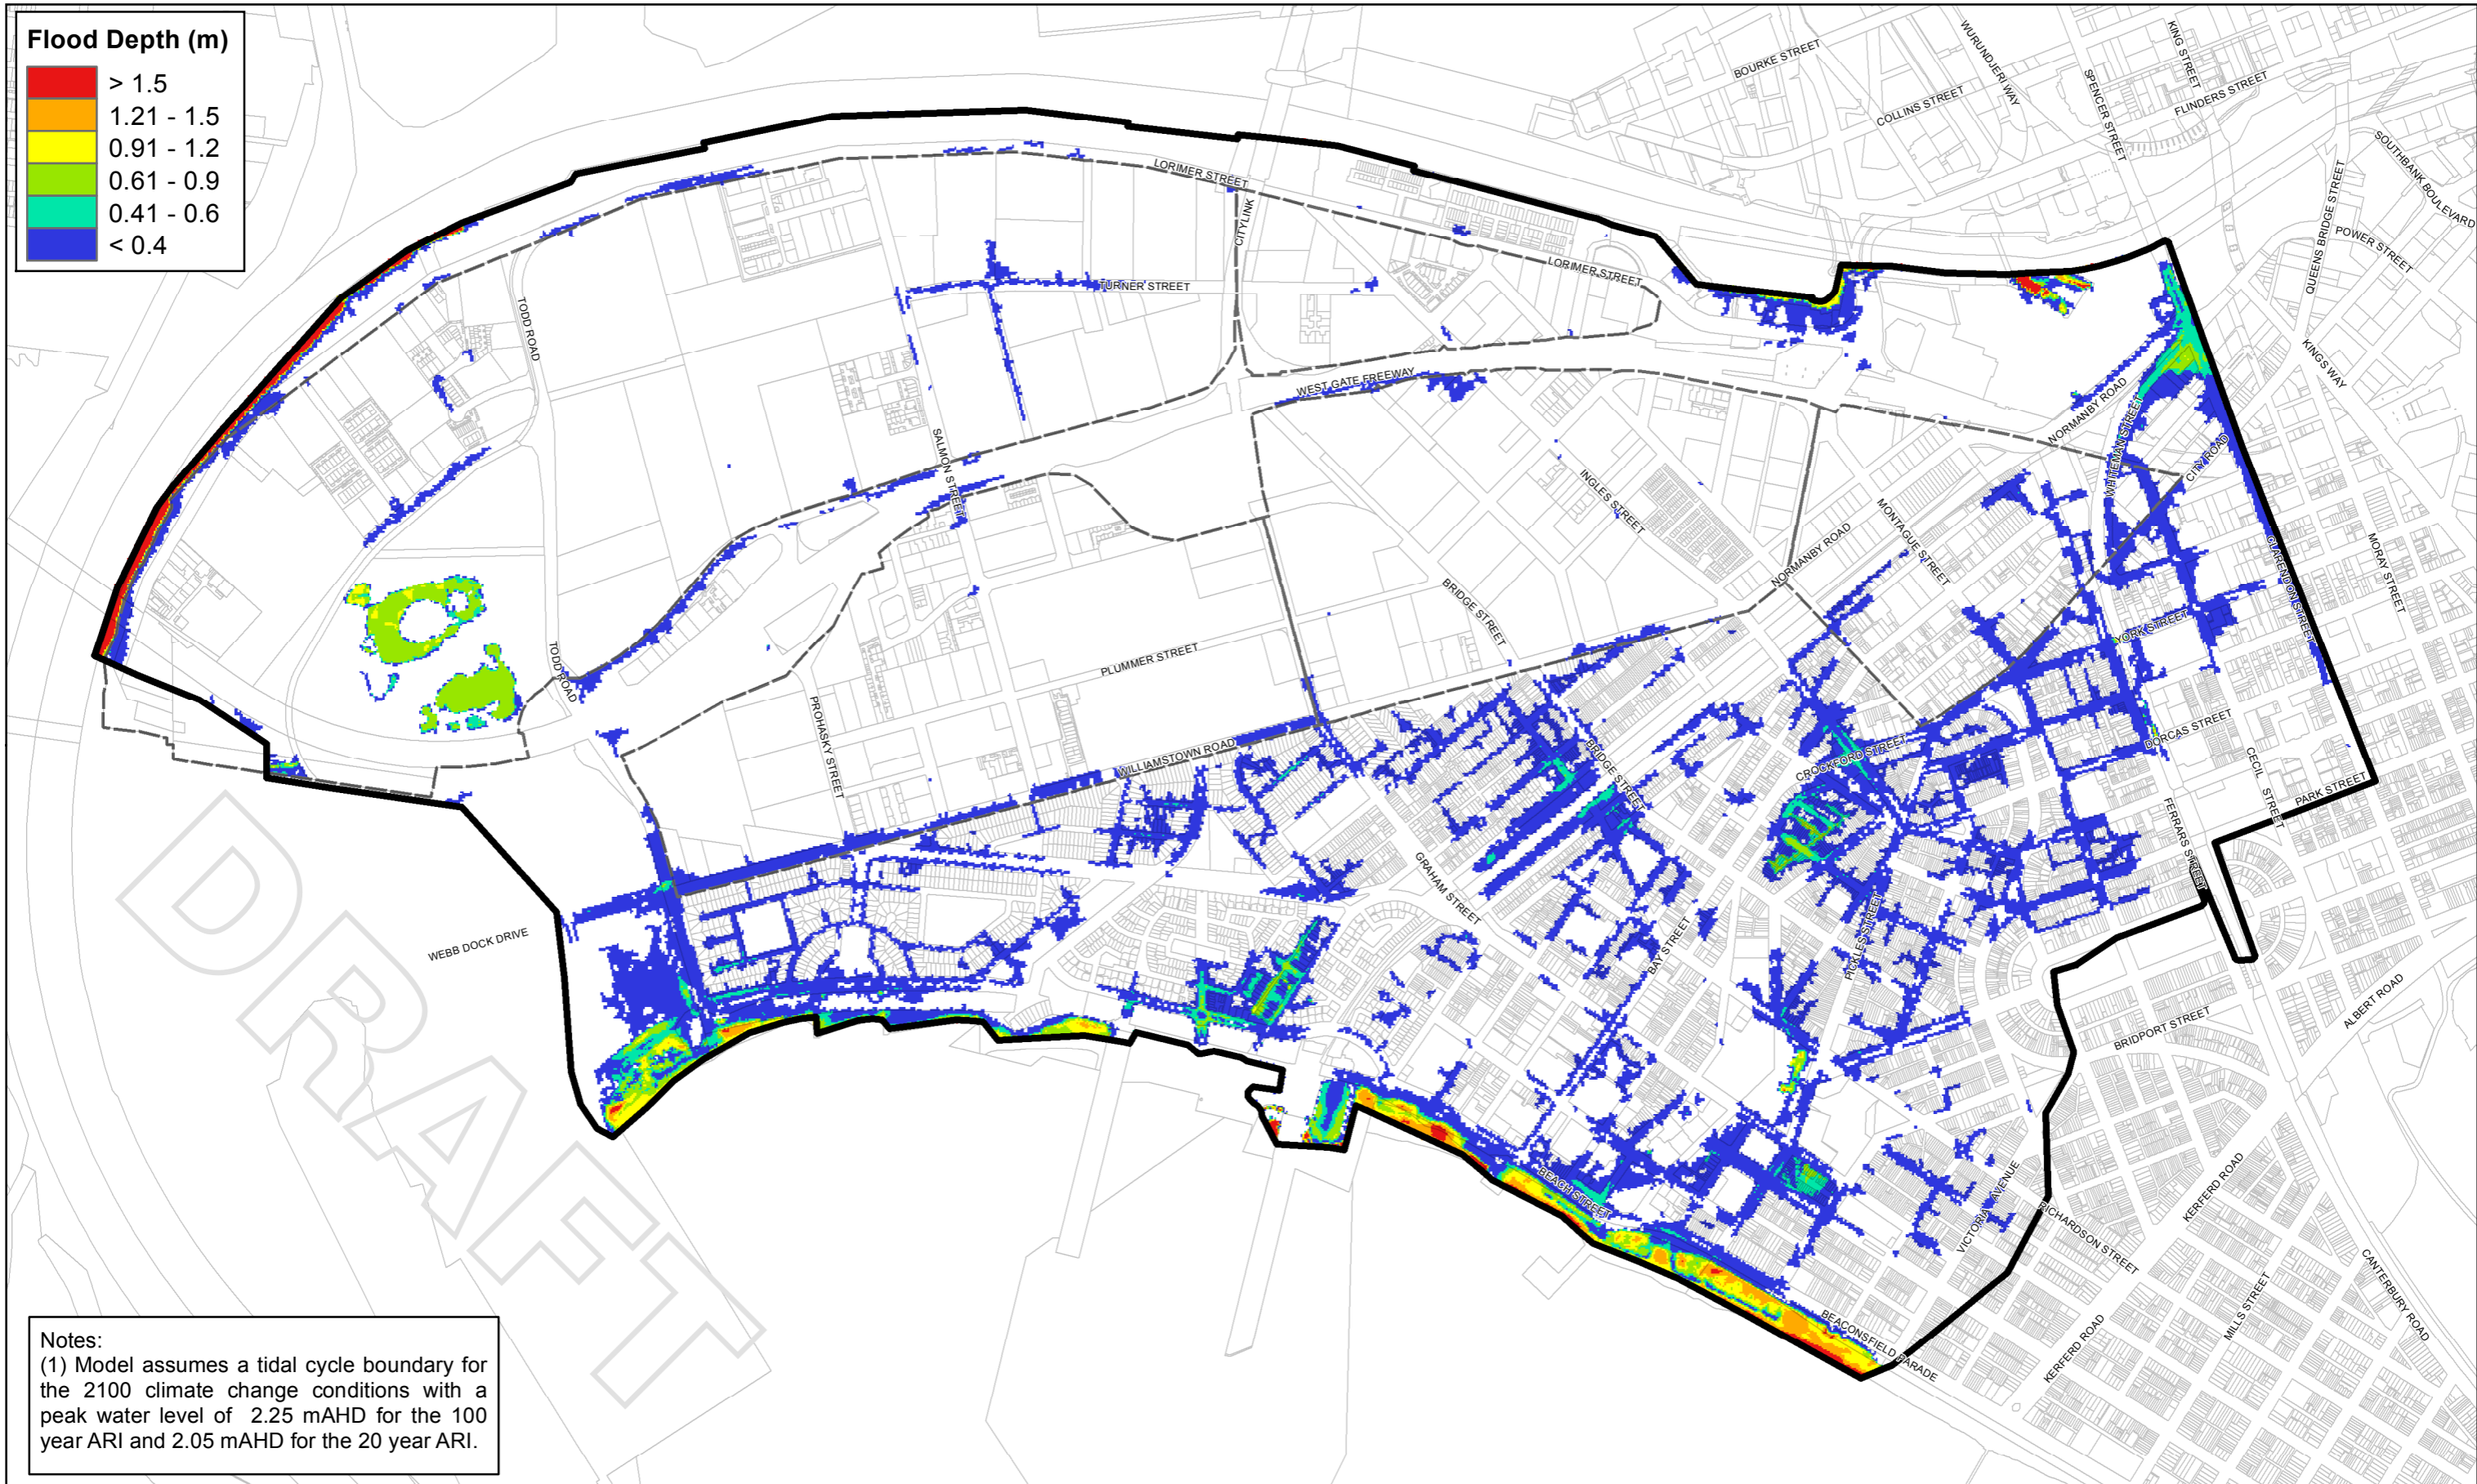 Flood Depth (m)
> 1.5
1.21 - 1.5
0.91 - 1.2
0.61 - 0.9
0.41 - 0.6
< 0.4
BOURKE STREET
WURUNDJERI WAY
KING STREET
COLLINS STREET
SPENCER STREET
FLINDERS STREET
SOUTHBANK BOULEVARD
QUEENS BRIDGE STREET
POWER STREET
LORIMER STREET
CITYLINK
LORIMER STREET
TURNER STREET
TODD ROAD
KINGS WAY
WEST GATE FREEWAY
NORMANBY ROAD
WHITEMAN STREET
CITY ROAD
SALMON STREET
INGLES STREET
MONTAGUE STREET
NORMANBY ROAD
CLARENDON STREET
MORAY STREET
BRIDGE STREET
YORK STREET
PLUMMER STREET
TODD ROAD
PROHASKY STREET
WILLIAMSTOWN ROAD
BRIDGE STREET
CROCKFORD STREET
DORCAS STREET
CECIL STREET
PARK STREET
FERRARS STREET
GRAHAM STREET
WEBB DOCK DRIVE
BAY STREET
PICKLES STREET
ALBERT ROAD
BRIDPORT STREET
BEACH STREET
VICTORIA AVENUE
RICHARDSON STREET
KERFERD ROAD
CANTERBURY ROAD
MILLS STREET
BEACONSFIELD PARADE
KERFERD ROAD
DRAFT
Notes:
(1) Model assumes a tidal cycle boundary for
the 2100 climate change conditions with a
peak water level of 2.25 mAHD for the 100
year ARI and 2.05 mAHD for the 20 year ARI.